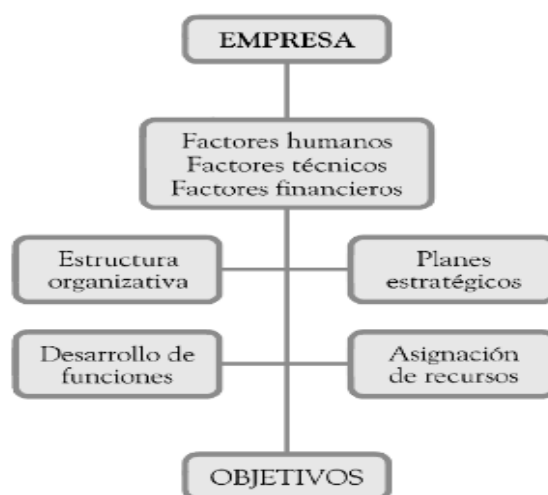 EMPRESA
Factores humanos
Factores técnicos
Factores financieros
Estructura
organizativa
Planes
estratégicos
Desarrollo de
funciones
Asignación
de recursos
OBJETIVOS